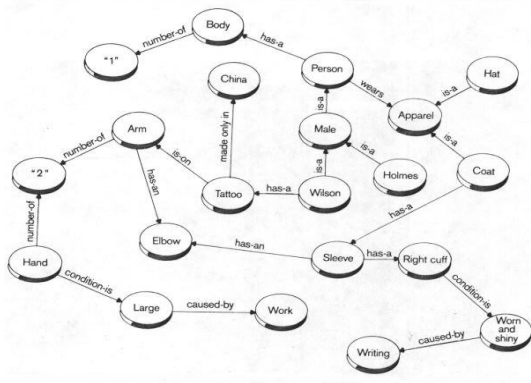 Body
number-of
has-a
"1"
China
Person
Hat
wears
is-a
is-a
Apparel
Arm
made only in
Male
is-a
number-of
is-on
is-a
is-a
"2"
Tattoo
has-a
Wilson
Holmes
Coat
has-an
has-a
number-of
Elbow
has-an
Sleeve
has-a
Right cuff
Hand
condition-is
condition-is
Large
caused-by
Work
Worn
and
shiny
Writing
caused-by